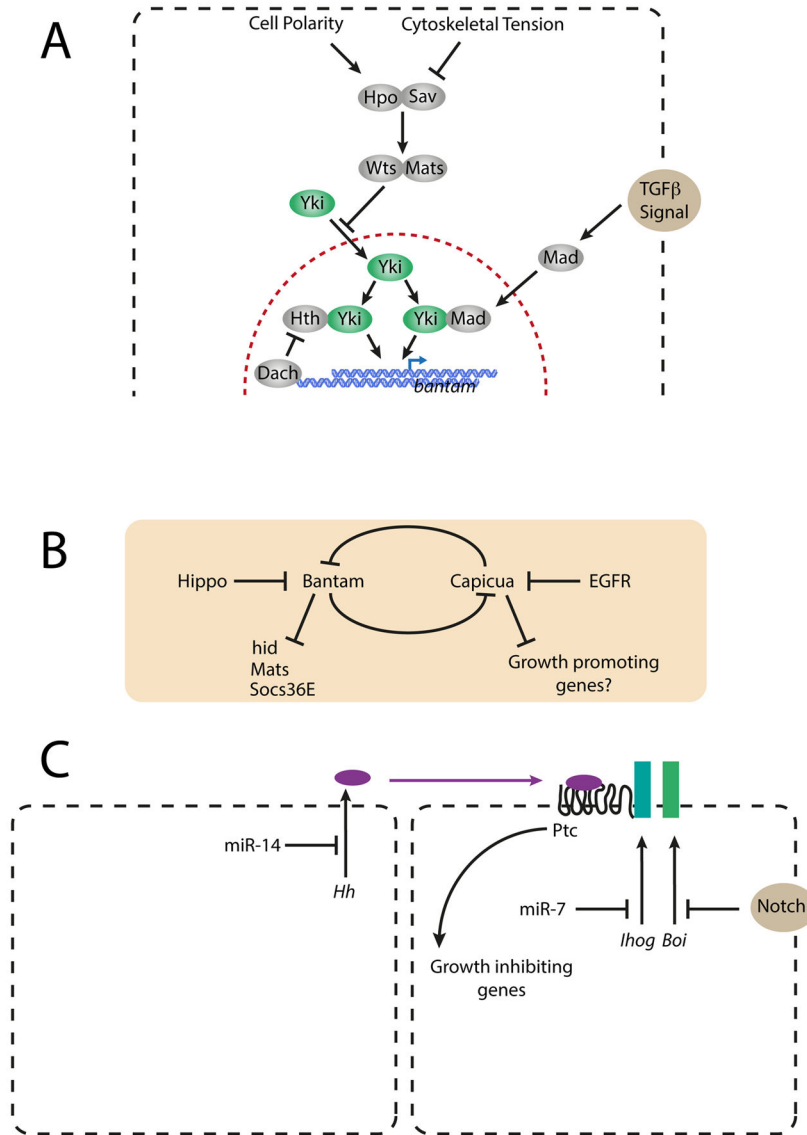 A
Cell Polarity
Cytoskeletal Tension
Hpo
Sav
Wts
Mats
Yki
TGFβ
Signal
Mad
Yki
Hth
Yki
Yki
Mad
Dach
bantam
B
Hippo
Bantam
Capicua
EGFR
hid
Mats
Socs36E
Growth promoting
genes?
C
Ptc
miR-14
Hh
miR-7
Ihog
Boi
Notch
Growth inhibiting
genes